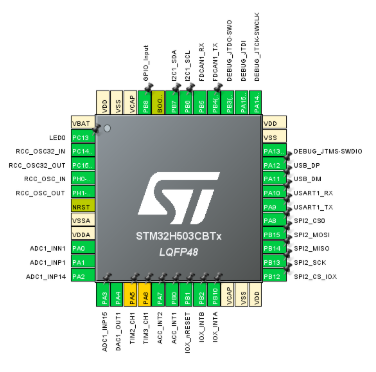 GPIO_Input
I2C1_SDA
I2C1_SCL
FDCAN1_RX
FDCAN1_TX
DEBUG_JTDO-SWO
DEBUG_JTDI
DEBUG_JTCK-SWCLK
VDD
VSS
VCAP
PB8
BOO..
PB7
PB6
PB5
PB4(..
PB3(..
PA15..
PA14..
VBAT
VDD
VSS
LED0
PC13..
PA13..
DEBUG_JTMS-SWDIO
RCC_OSC32_IN
PC14..
PA12
USB_DP
RCC_OSC32_OUT
PC15..
PA11
USB_DM
RCC_OSC_IN
PH0-..
PA10
USART1_RX
RCC_OSC_OUT
PH1-..
PA9
USART1_TX
NRST
PA8
SPI2_CS0
VSSA
PB15
SPI2_MOSI
VDDA
PB14
SPI2_MISO
ADC1_INN1
PA0
PB13
SPI2_SCK
ADC1_INP1
PA1
PB12
SPI2_CS_IOX
ADC1_INP14
PA2
ST
STM32H503CBTx
LQFP48
PA3
PA4
PA5
PA6
PA7
PB0
PB1
PB2
PB10
VCAP
VSS
VDD
ADC1_INP15
DAC1_OUT1
TIM2_CH1
TIM3_CH1
ACC_INT2
ACC_INT1
IOX_nRESET
IOX_INTB
IOX_INTA